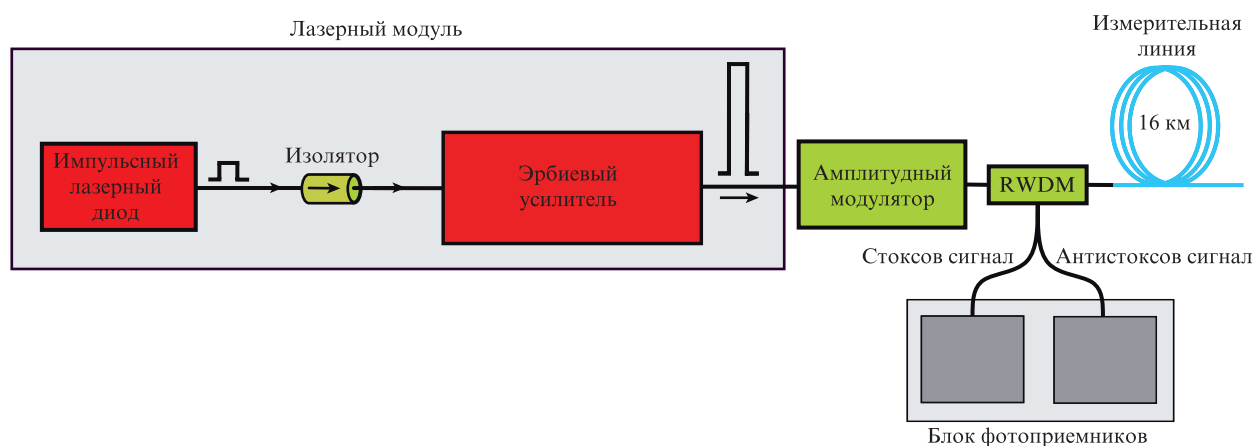 Лазерный модуль
Измерительная
линия
16 км
Импульсный
лазерный
диод
Изолятор
Эрбиевый
усилитель
Амплитудный
модулятор
RWDM
Стоксов сигнал
Антистоксов сигнал
Блок фотоприемников